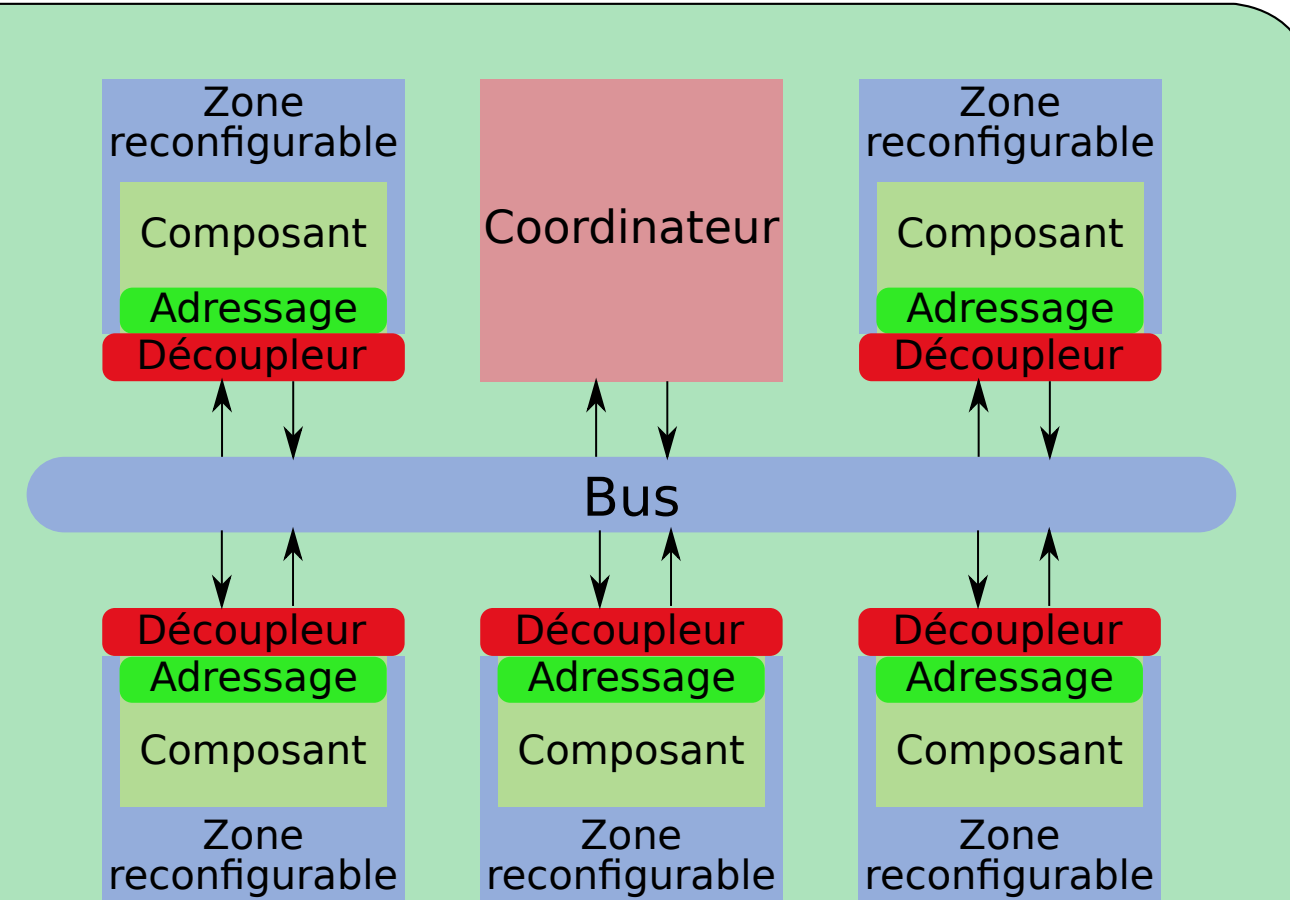 Zone
reconfigurable
Composant
Adressage
Découpleur
Coordinateur
Zone
reconfigurable
Composant
Adressage
Découpleur
Bus
Découpleur
Adressage
Composant
Zone
reconfigurable
Découpleur
Adressage
Composant
Zone
reconfigurable
Découpleur
Adressage
Composant
Zone
reconfigurable